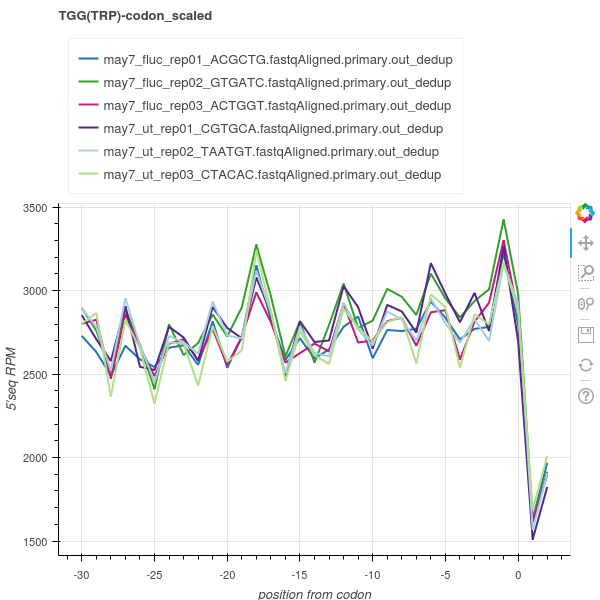 TGG(TRP)-codon_scaled
may7_fluc_rep01_ACGCTG.fastqAligned.primary.out_dedup
may7_fluc_rep02_GTGATC.fastqAligned.primary.out_dedup
may7_fluc_rep03_ACTGGT.fastqAligned.primary.out_dedup
may7_ut_rep01_CGTGCA.fastqAligned.primary.out_dedup
may7_ut_rep02_TAATGT.fastqAligned.primary.out_dedup
may7_ut_rep03_CTACAC.fastqAligned.primary.out_dedup
3500
3000
2500
2000
1500
5'seq RPM
-30 -25 -20 -15 -10 -5 0
position from codon